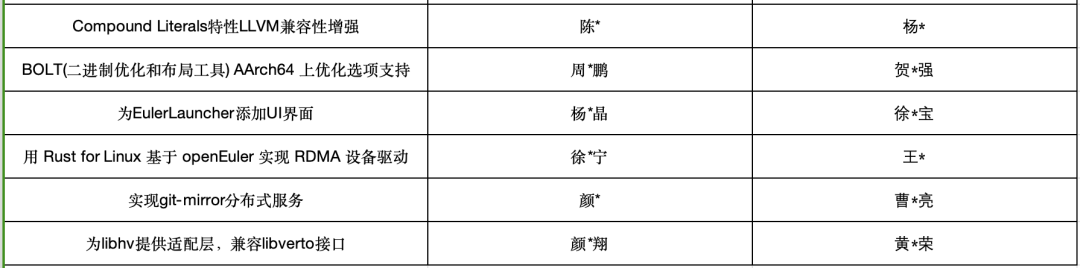 Compound Literals特性LLVM兼容性增强 陈* 杨*
BOLT(二进制优化和布局工具) AArch64 上优化选项支持 周*鹏 贺*强
为EulerLauncher添加UI界面 杨*晶 徐*宝
用 Rust for Linux 基于 openEuler 实现 RDMA 设备驱动 徐*宁 王*
实现git-mirror分布式服务 颜* 曹*亮
为libhv提供适配层，兼容libverto接口 颜*翔 黄*荣